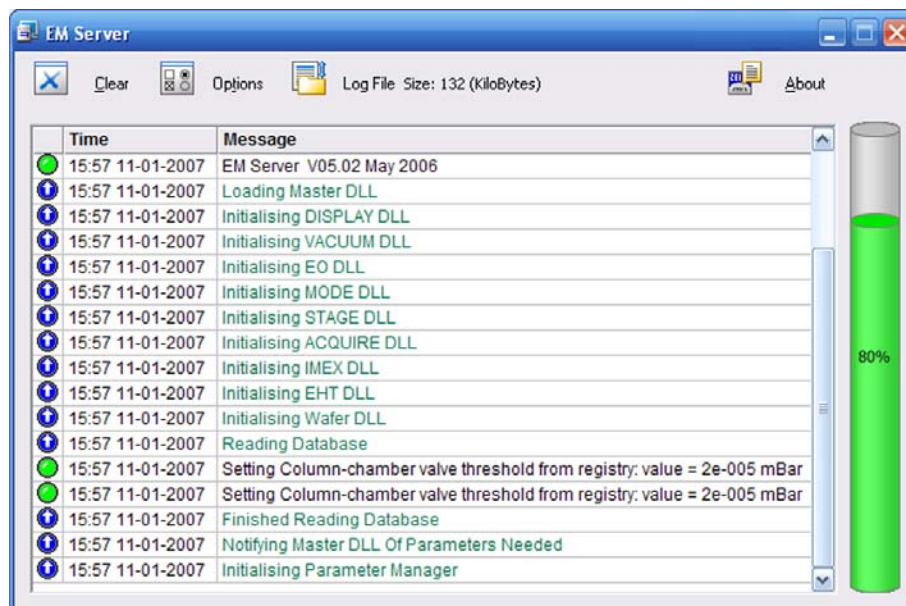 EM Server
Clear Options Log File Size: 132 (KiloBytes) About
Time Message
15:57 11-01-2007 EM Server V05.02 May 2006
15:57 11-01-2007 Loading Master DLL
15:57 11-01-2007 Initialising DISPLAY DLL
15:57 11-01-2007 Initialising VACUUM DLL
15:57 11-01-2007 Initialising EO DLL
15:57 11-01-2007 Initialising MODE DLL
15:57 11-01-2007 Initialising STAGE DLL
15:57 11-01-2007 Initialising ACQUIRE DLL
15:57 11-01-2007 Initialising IMEX DLL
15:57 11-01-2007 Initialising EHT DLL
15:57 11-01-2007 Initialising Wafer DLL
15:57 11-01-2007 Reading Database
15:57 11-01-2007 Setting Column-chamber valve threshold from registry: value = 2e-005 mBar
15:57 11-01-2007 Setting Column-chamber valve threshold from registry: value = 2e-005 mBar
15:57 11-01-2007 Finished Reading Database
15:57 11-01-2007 Notifying Master DLL Of Parameters Needed
15:57 11-01-2007 Initialising Parameter Manager
80%